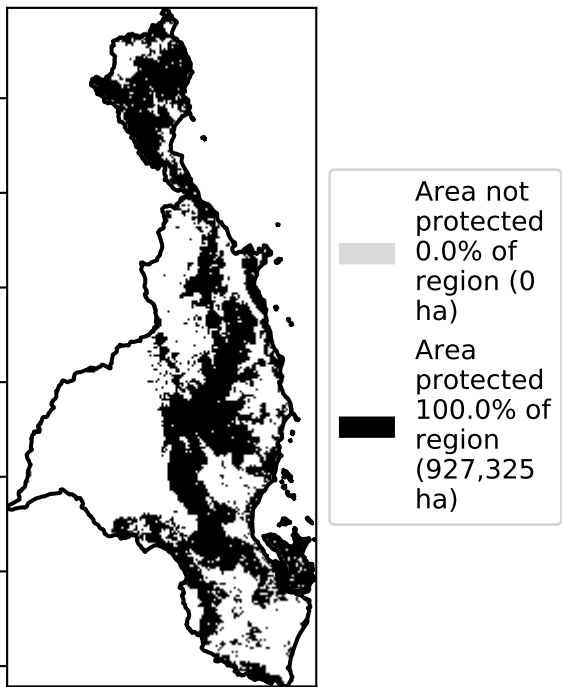 Area not
protected
0.0% of
region (0
ha)
Area
protected
100.0% of
region
(927,325
ha)